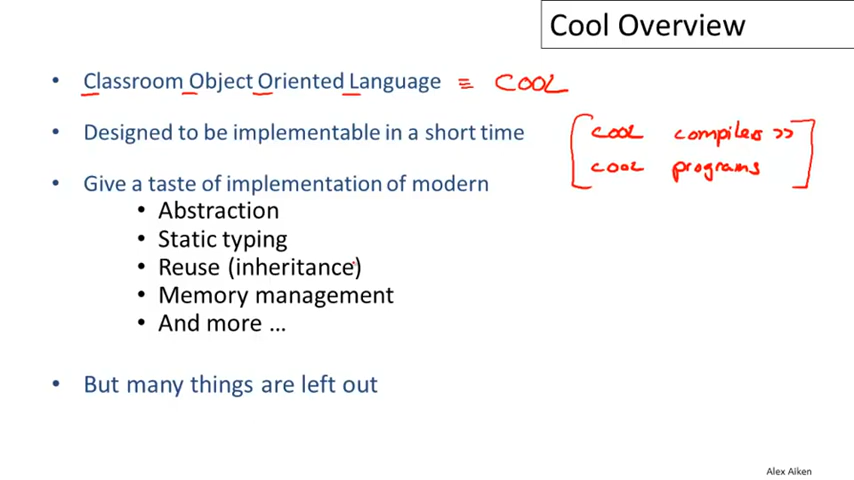 Cool Overview
• Classroom Object Oriented Language = COOL
• Designed to be implementable in a short time
COOL compilers >>
COOL programs
• Give a taste of implementation of modern
• Abstraction
• Static typing
• Reuse (inheritance)
• Memory management
• And more …
• But many things are left out
Alex Aiken